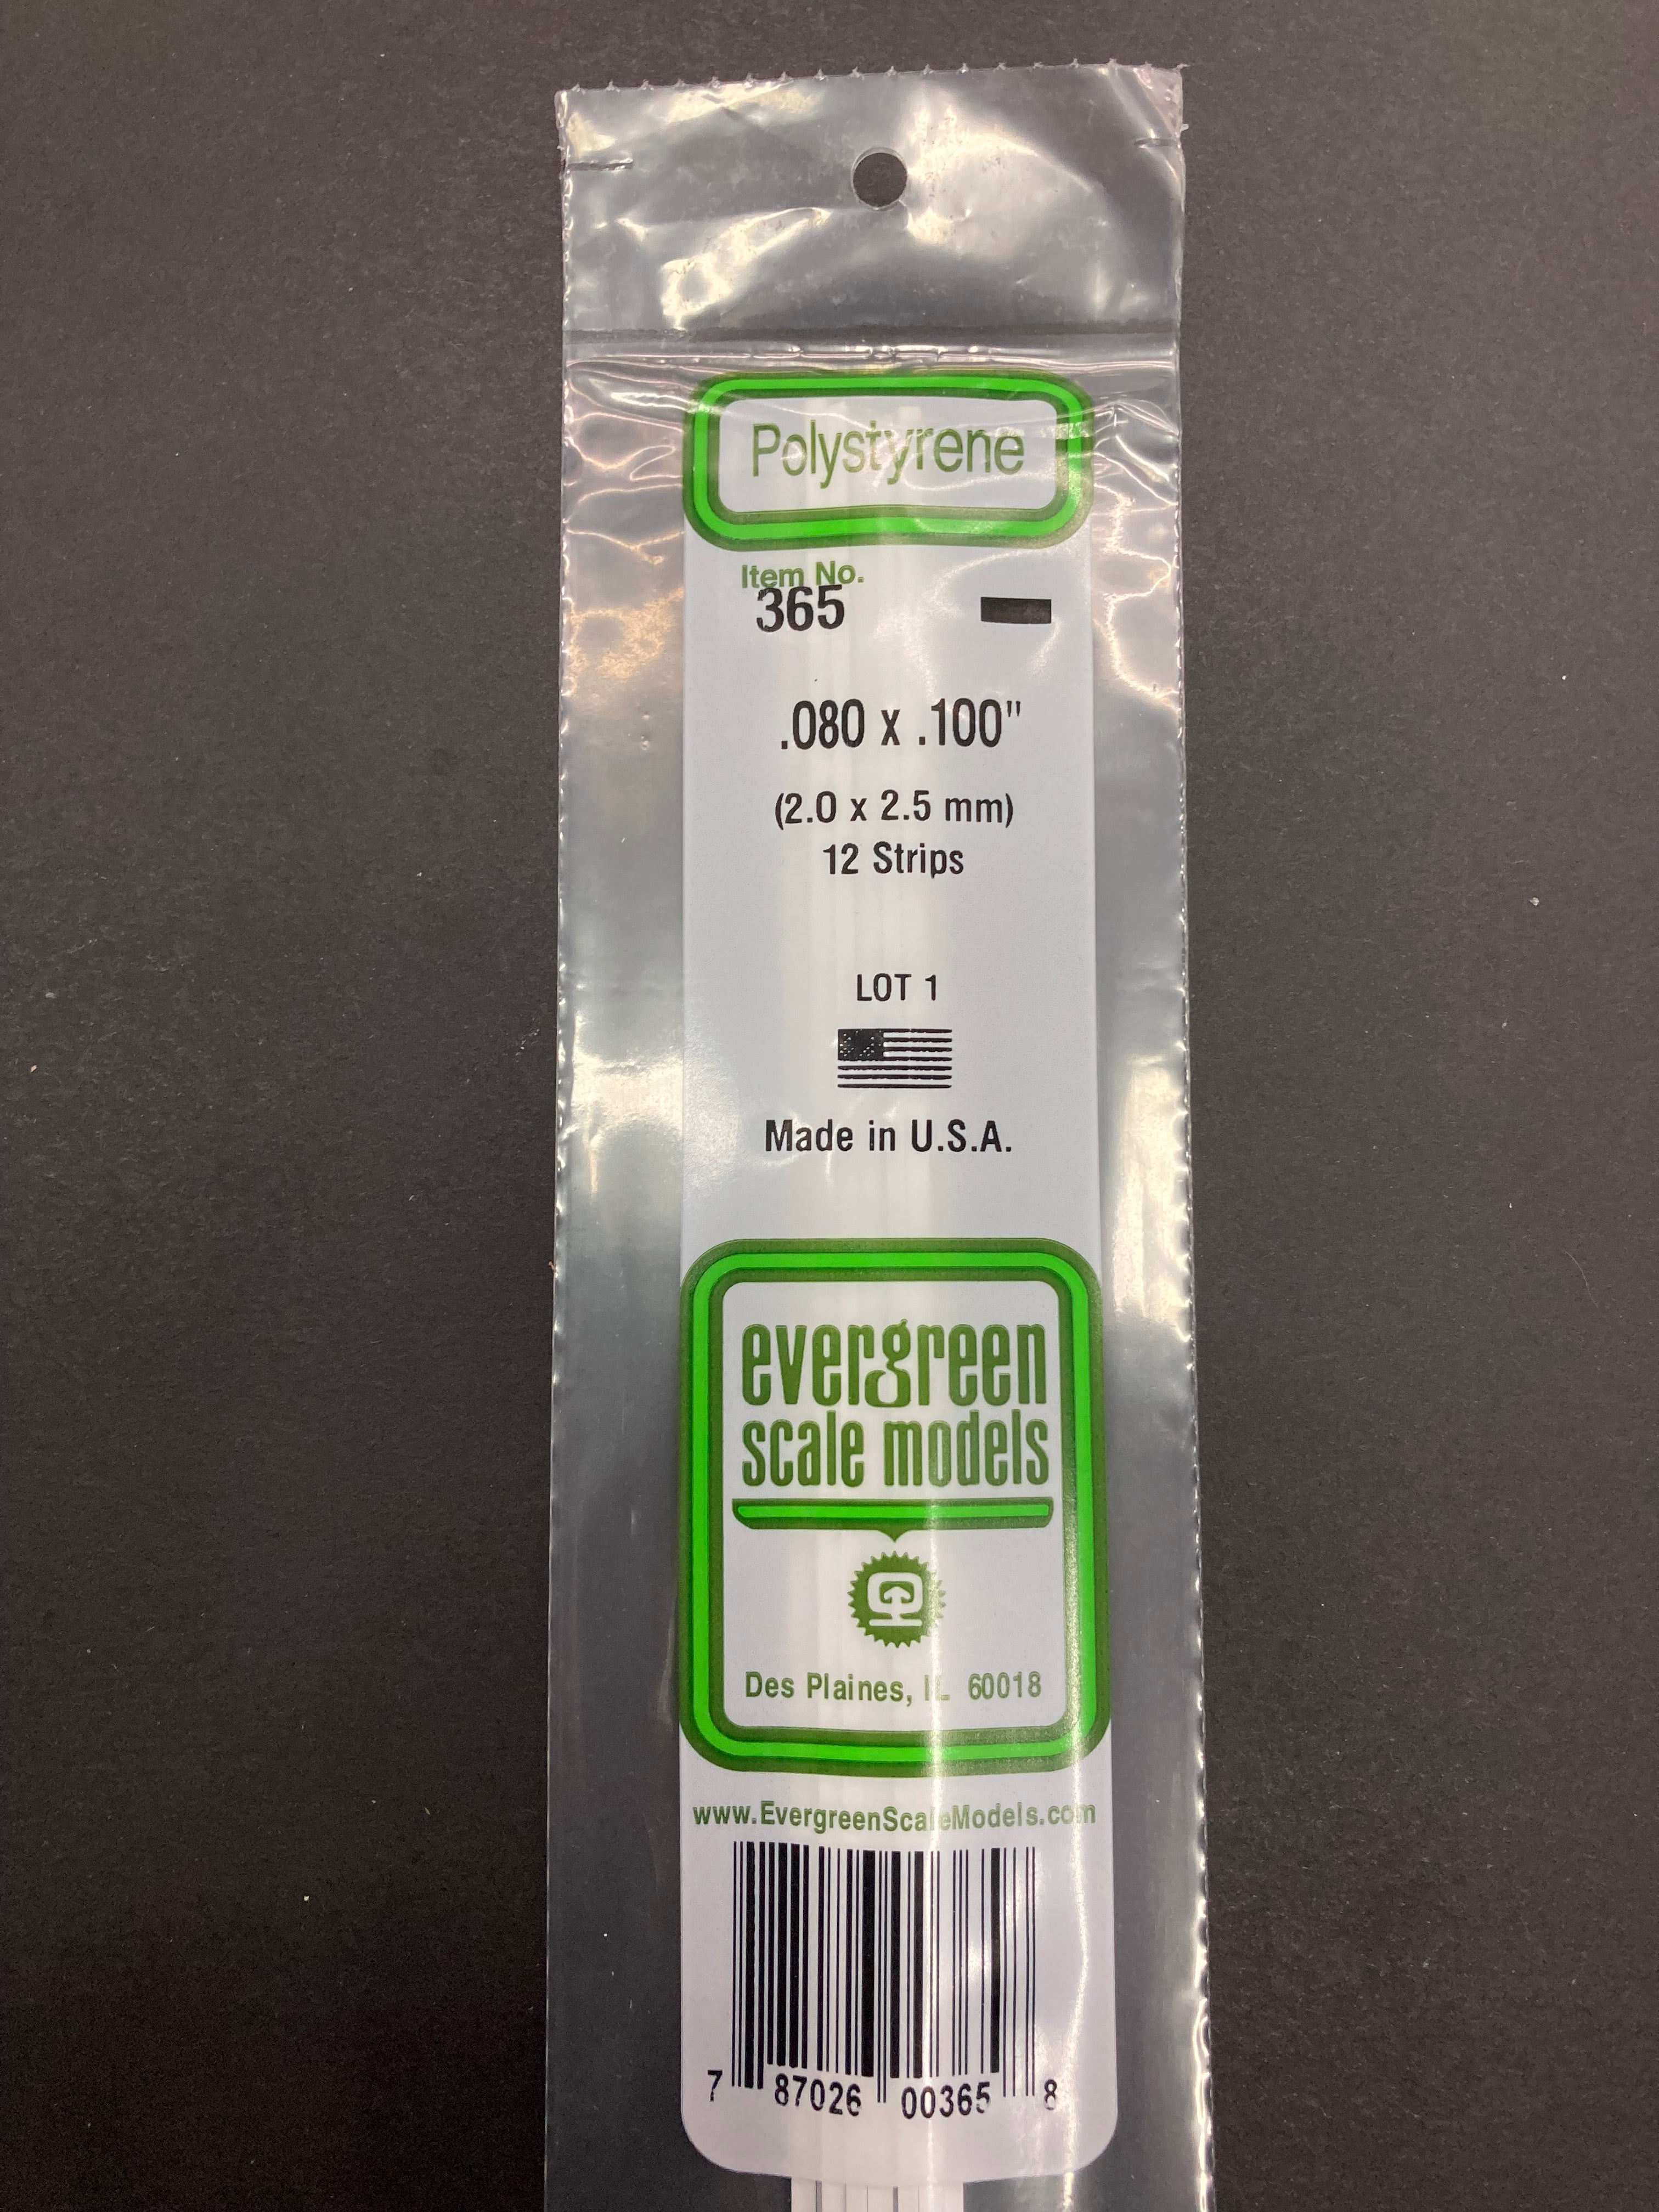 Polystyrene
Item No.
365
.080 x .100"
(2.0 x 2.5 mm)
12 Strips
LOT 1
Made in U.S.A.
evergreen
scale models
Des Plaines, IL 60018
www.EvergreenScaleModels.com
7 87026 00365 8